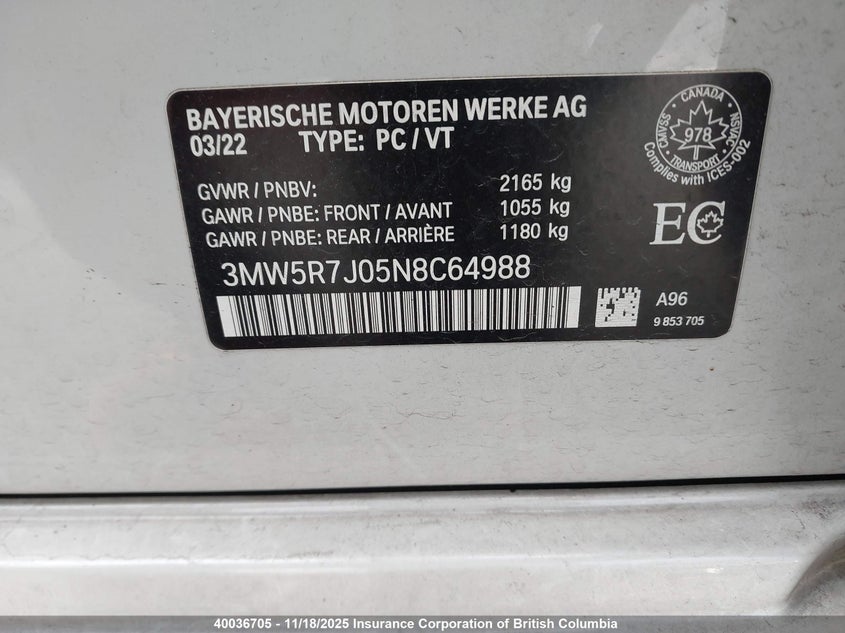 BAYERISCHE MOTOREN WERKE AG
03/22 TYPE: PC / VT
GVWR / PNBV: 2165 kg
GAWR / PNBE: FRONT / AVANT 1055 kg
GAWR / PNBE: REAR / ARRIÈRE 1180 kg
3MW5R7J05N8C64988
CANADA
CMVSS 978 NSVAC
TRANSPORT
Complies with ICES-002
EC
A96
9 853 705
40036705 - 11/18/2025 Insurance Corporation of British Columbia